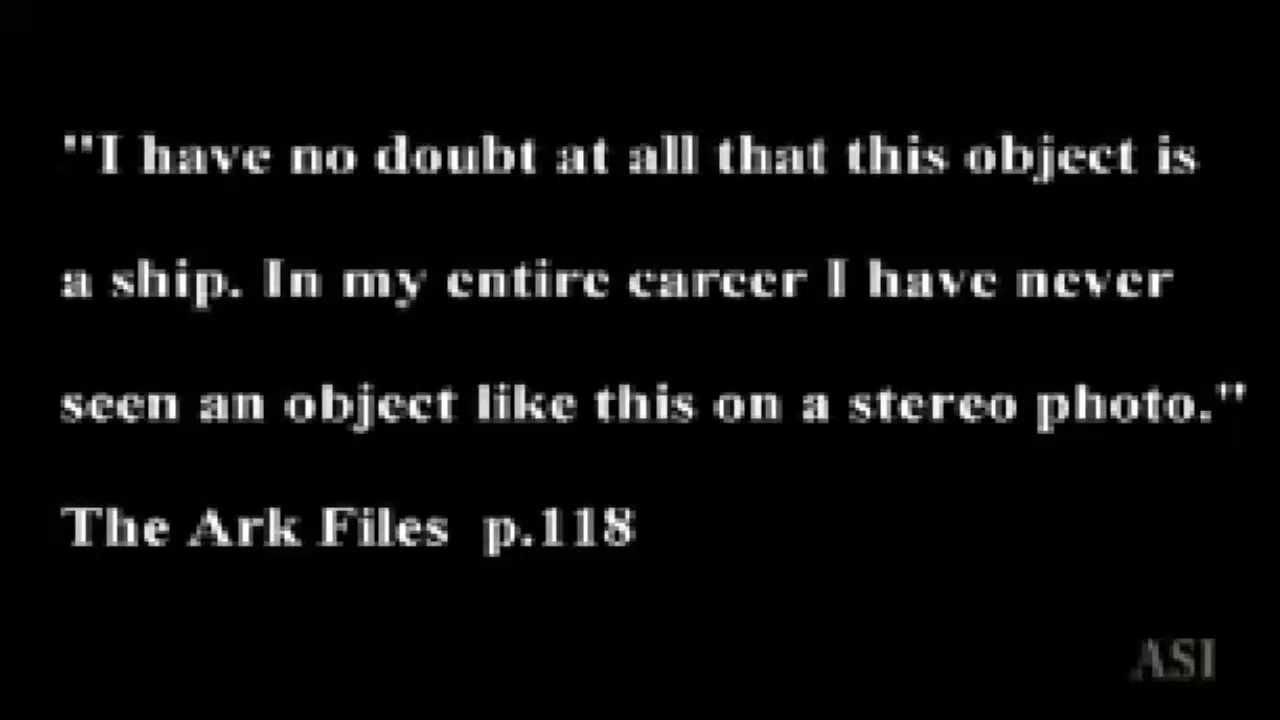 "I have no doubt at all that this object is
a ship. In my entire career I have never
seen an object like this on a stereo photo."
The Ark Files p.118
ASI